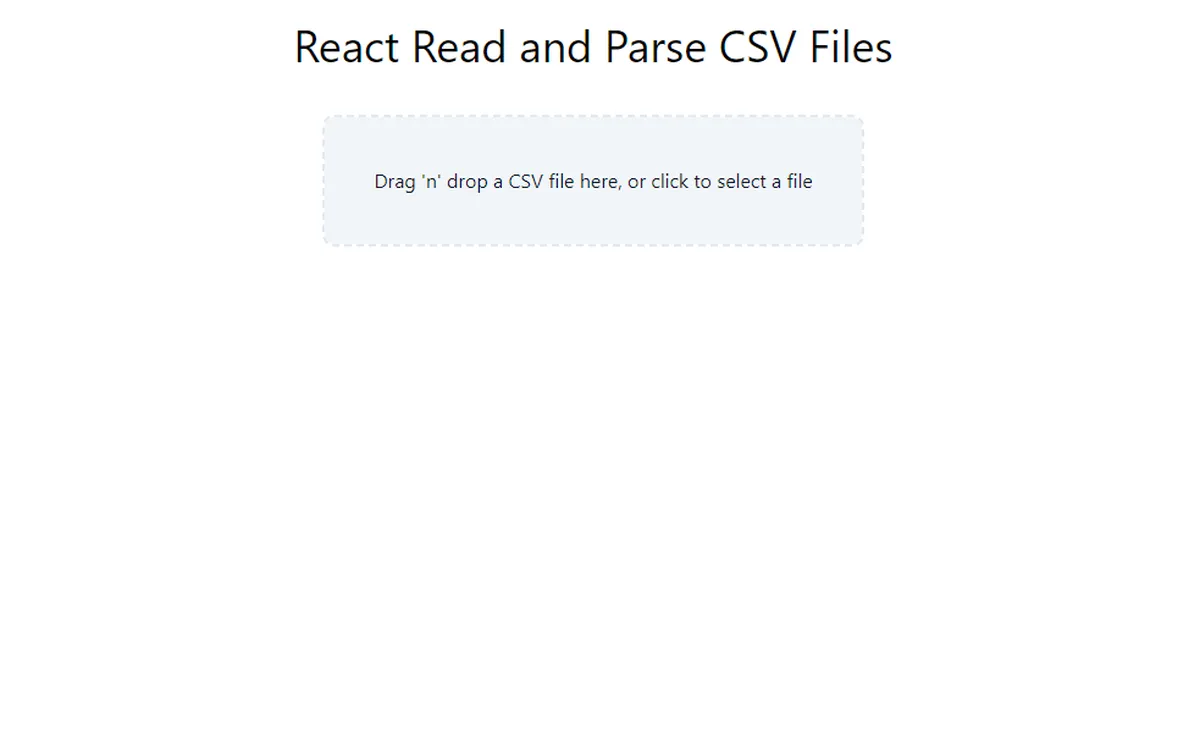 React Read and Parse CSV Files
Drag 'n' drop a CSV file here, or click to select a file